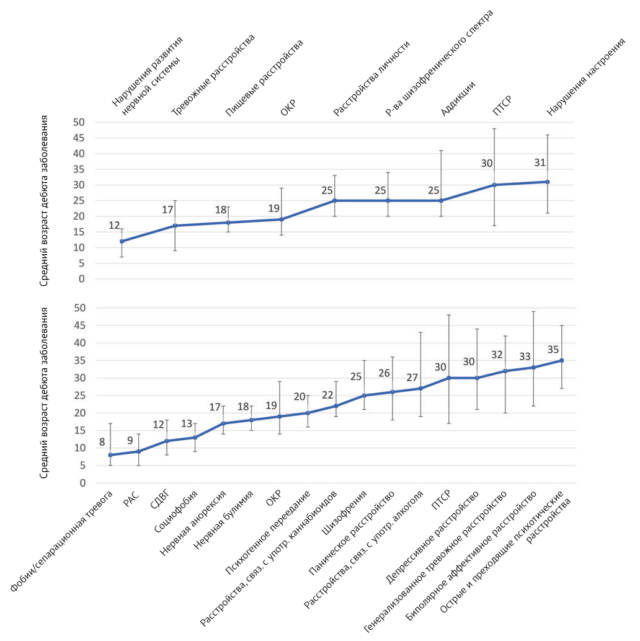 Нарушения развития
нервной системы
Тревожные расстройства
Пищевые расстройства
ОКР
Расстройства личности
Р-ва шизофренического спектра
Аддикции
ПТСР
Нарушения настроения
Средний возраст дебюта заболевания
50
45
40
35
30
25
20
15
10
5
0
12
17
18
19
25
25
25
30
31
Средний возраст дебюта заболевания
50
45
40
35
30
25
20
15
10
5
0
8
9
12
13
17
18
19
20
22
25
26
27
30
30
32
33
35
Фобии/сепарационная тревога
РАС
СДВГ
Социофобия
Нервная анорексия
Нервная булимия
ОКР
Психогенное переедание
Расстройства, связ. с употр. каннабиоидов
Шизофрения
Паническое расстройство
Расстройства, связ. с употр. алкоголя
ПТСР
Депрессивное расстройство
Генерализованное тревожное расстройство
Биполярное аффективное расстройство
Острые и преходящие психотические
расстройства